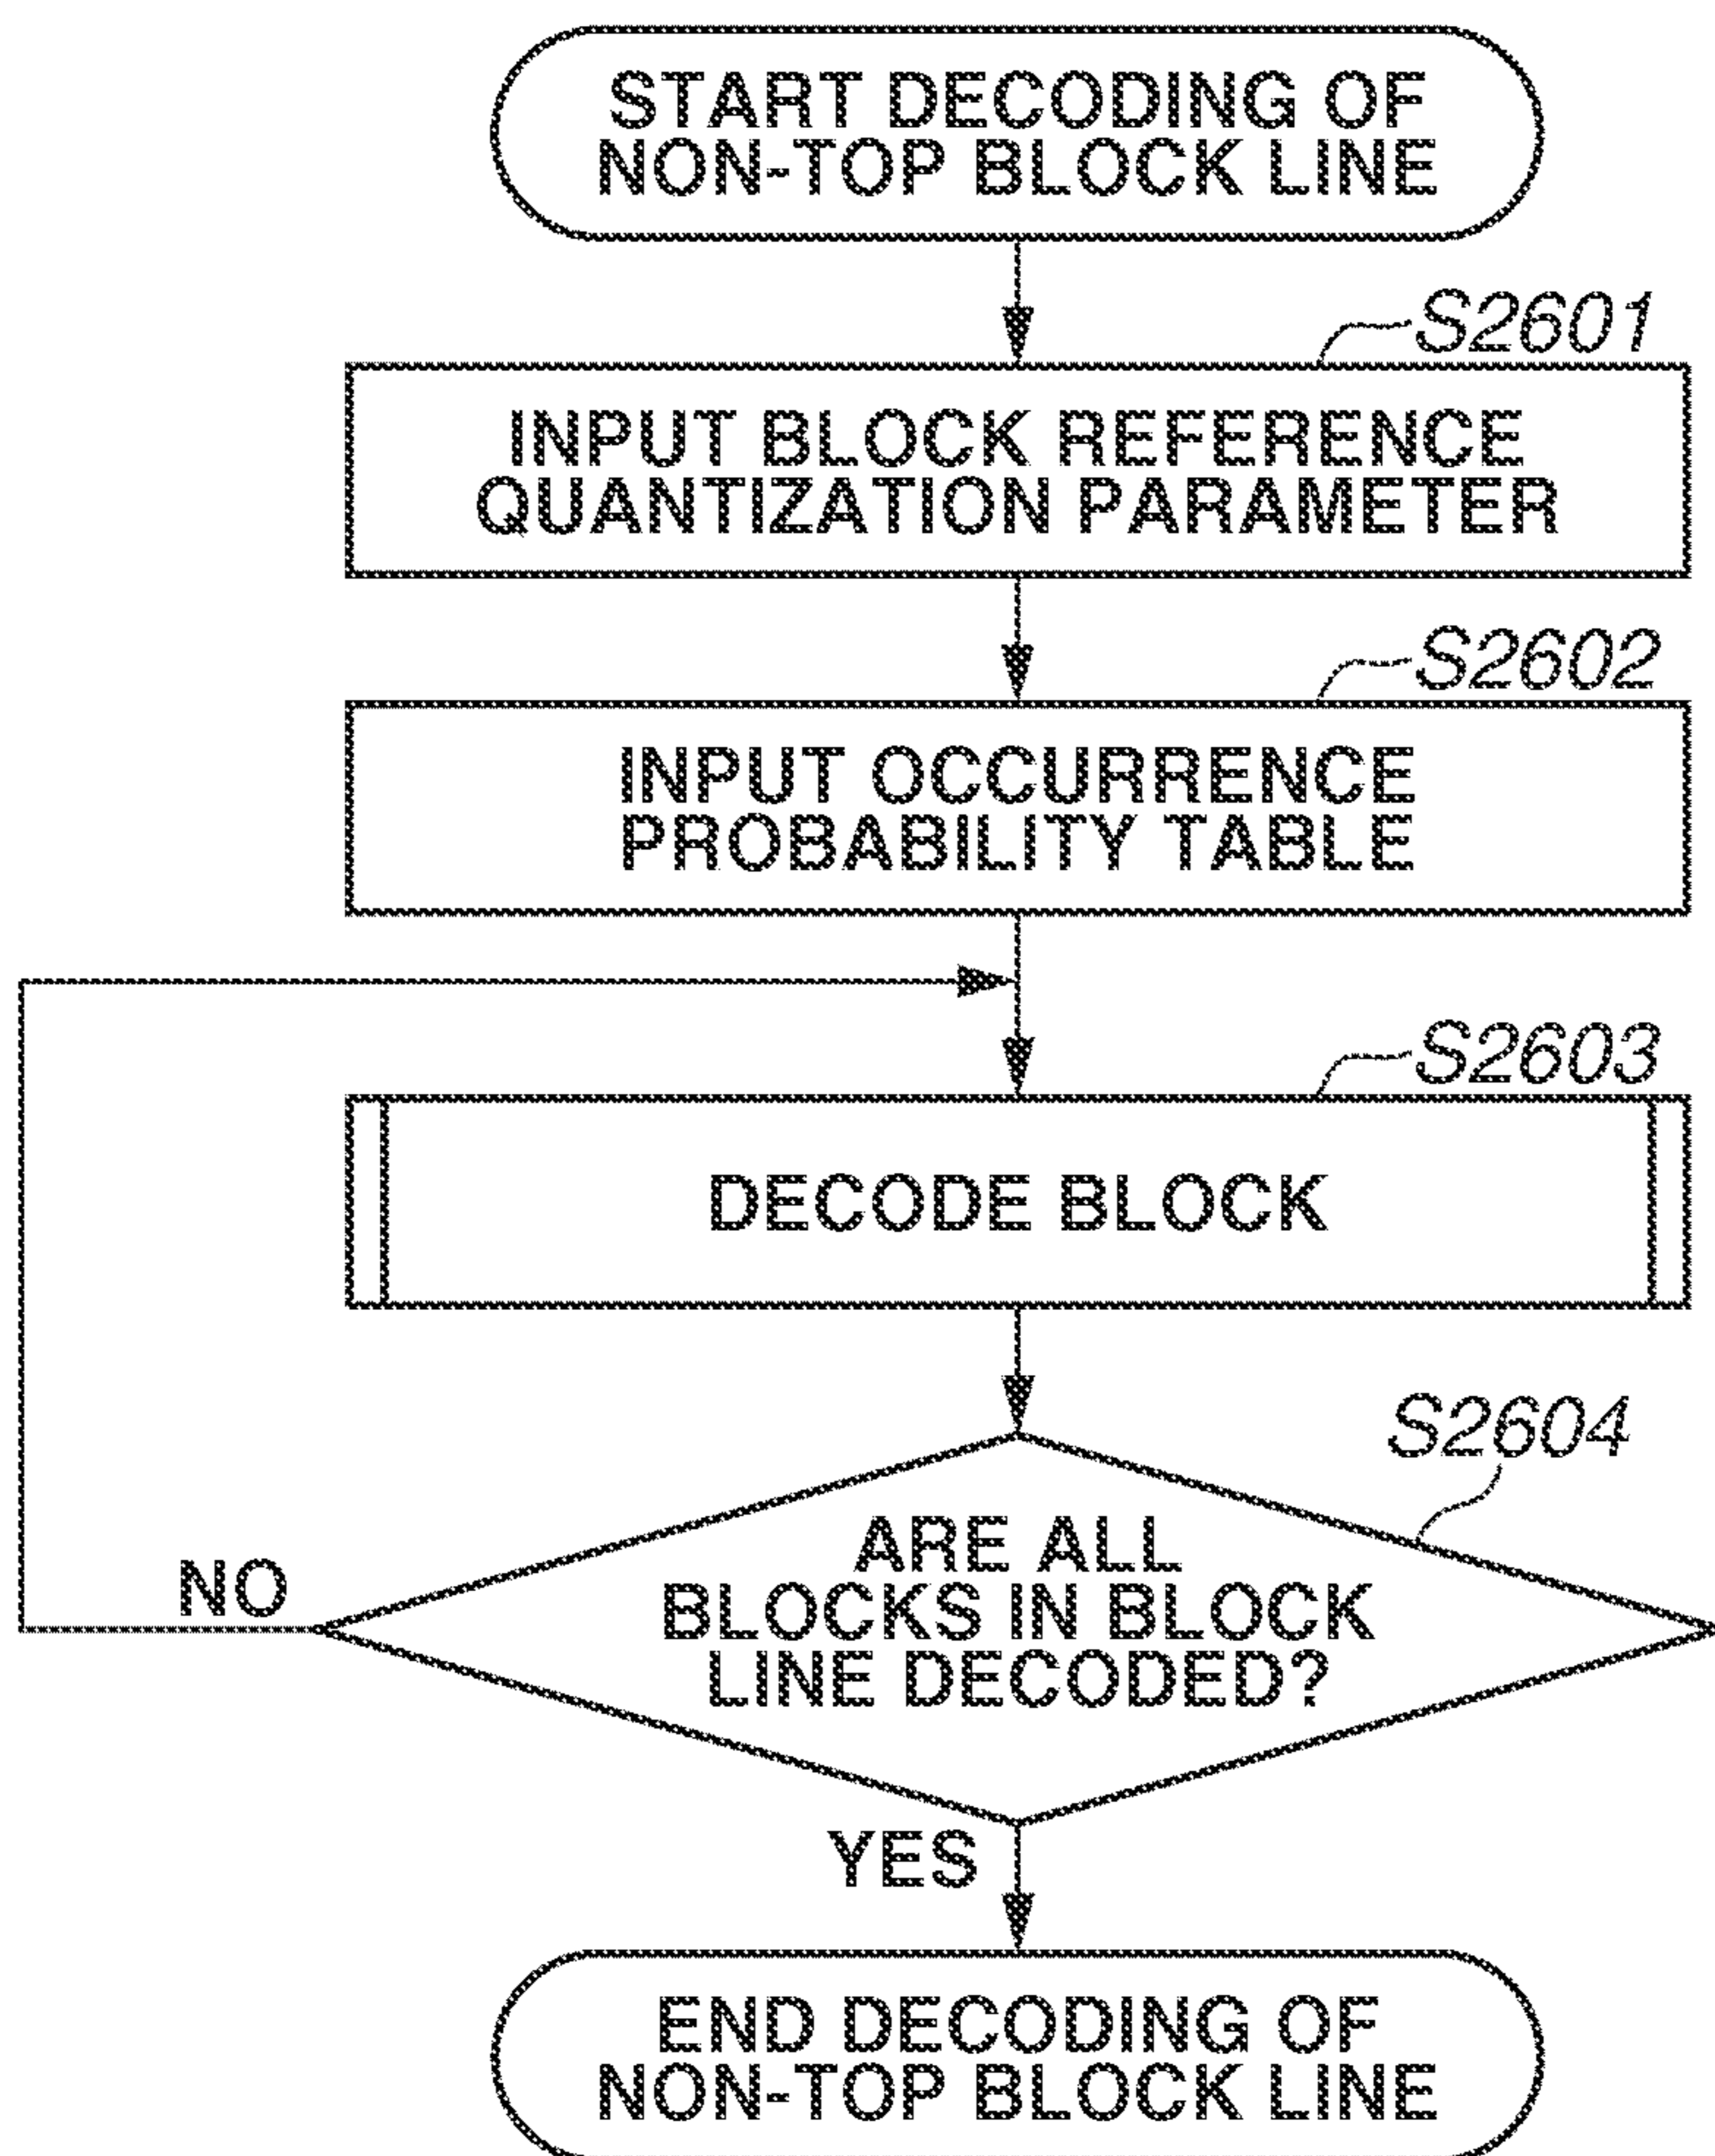 START DECODING OF
NON-TOP BLOCK LINE
S2601
INPUT BLOCK REFERENCE
QUANTIZATION PARAMETER
S2602
INPUT OCCURRENCE
PROBABILITY TABLE
S2603
DECODE BLOCK
S2604
ARE ALL
BLOCKS IN BLOCK
LINE DECODED?
NO
YES
END DECODING OF
NON-TOP BLOCK LINE